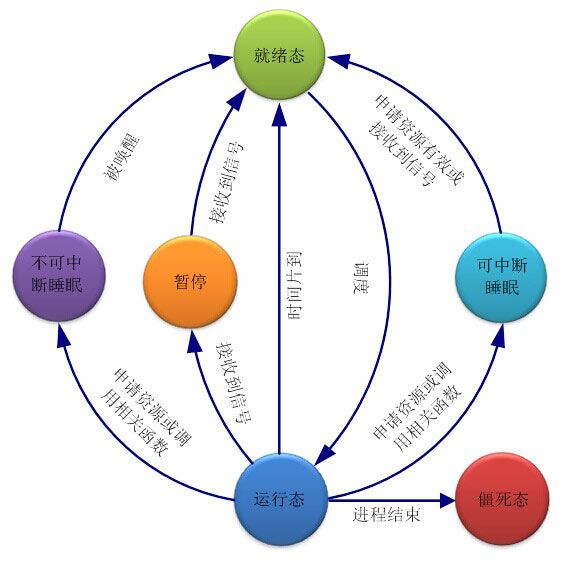 就绪态
被唤醒
接收到信号
申请资源有效或
接收到信号
不可中
断睡眠
暂停
时间片到
调度
可中断
睡眠
申请资源或调
用相关函数
接收到信号
申请资源或调
用相关函数
运行态
进程结束
僵死态